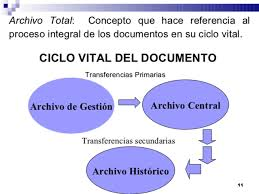 Archivo Total: Concepto que hace referencia al
proceso integral de los documentos en su ciclo vital.
CICLO VITAL DEL DOCUMENTO
Transferencias Primarias
Archivo de Gestión
Archivo Central
Transferencias secundarias
Archivo Histórico
11